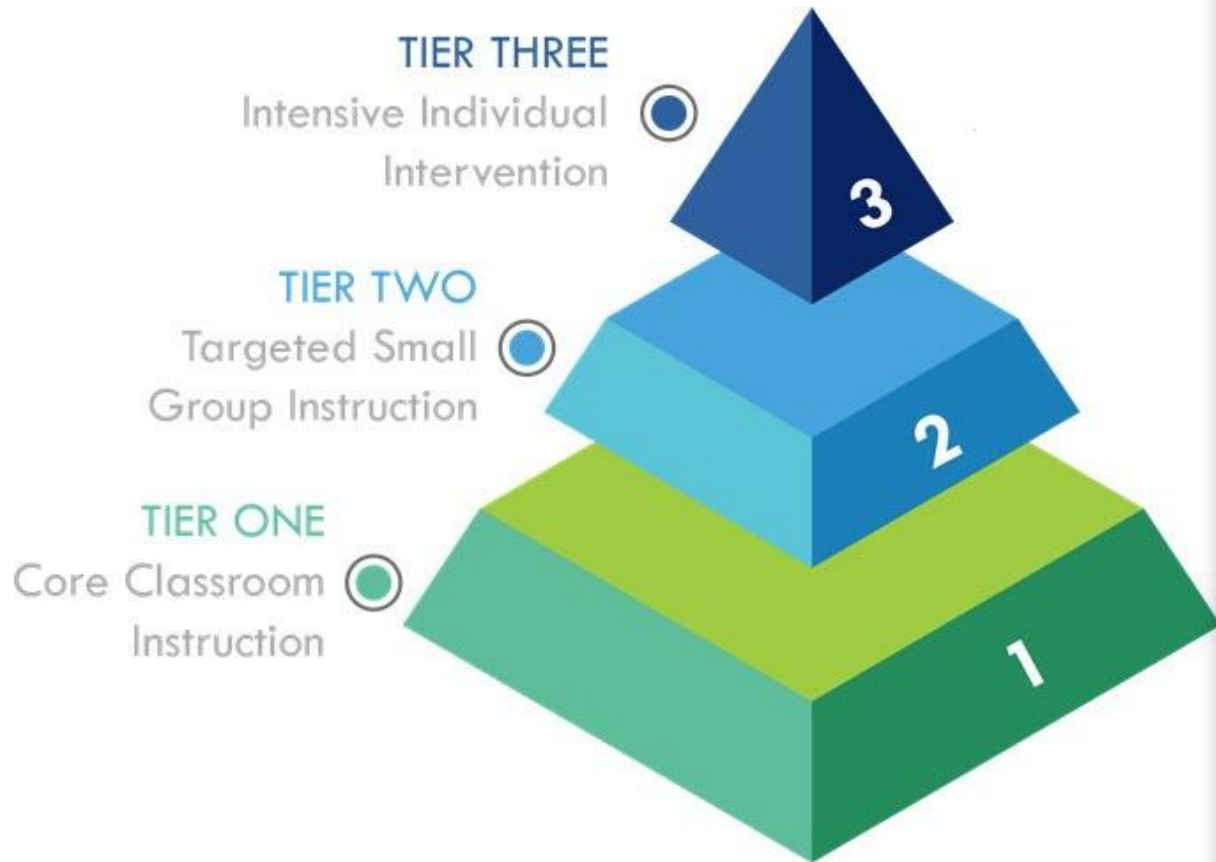 TIER THREE
Intensive Individual
Intervention
3
TIER TWO
Targeted Small
Group Instruction
2
TIER ONE
Core Classroom
Instruction
1